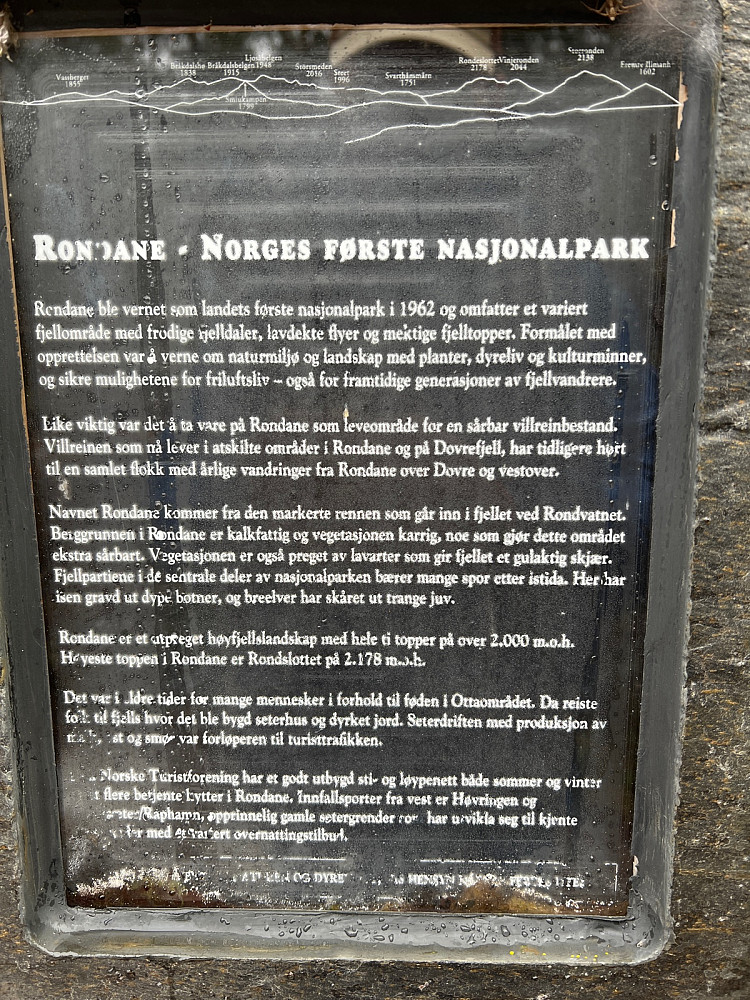 Ljosåbelgen
Storronden
Bråkdalshø Bråkdalsbelgen 1948
Rondeslottet Vinjeronden
2138
Storsmeden
Fremre Illmanh
1838 1915
2016
2178 2044
1602
Vassberget
Steet
Svarthåmmårn
1855
1996
1751
Smiukampen
1799
RONDANE - NORGES FØRSTE NASJONALPARK
Rondane ble vernet som landets første nasjonalpark i 1962 og omfatter et variert
fjellområde med frodige fjelldaler, lavdekte flyer og mektige fjelltopper. Formålet med
opprettelsen var å verne om naturmiljø og landskap med planter, dyreliv og kulturminner,
og sikre mulighetene for friluftsliv – også for framtidige generasjoner av fjellvandrere.
Like viktig var det å ta vare på Rondane som leveområde for en sårbar villreinbestand.
Villreinen som nå lever i atskilte områder i Rondane og på Dovrefjell, har tidligere hørt
til en samlet flokk med årlige vandringer fra Rondane over Dovre og vestover.
Navnet Rondane kommer fra den markerte rennen som går inn i fjellet ved Rondvatnet.
Berggrunnen i Rondane er kalkfattig og vegetasjonen karrig, noe som gjør dette området
ekstra sårbart. Vegetasjonen er også preget av lavarter som gir fjellet et gulaktig skjær.
Fjellpartiene i de sentrale deler av nasjonalparken bærer mange spor etter istida. Her har
isen gravd ut dype botner, og breelver har skåret ut trange juv.
Rondane er et utpreget høyfjellslandskap med hele ti topper på over 2.000 m.o.h.
Høyeste toppen i Rondane er Rondslottet på 2.178 m.o.h.
Det var i eldre tider for mange mennesker i forhold til føden i Ottaområdet. Da reiste
folk til fjells hvor det ble bygd seterhus og dyrket jord. Seterdriften med produksjon av
ost og smør var forløperen til turisttrafikken.
Norske Turistforening har et godt utbygd sti- og løypenett både sommer og vinter
flere betjente hytter i Rondane. Innfallsporter fra vest er Høvringen og
/Raphamn, opprinnelig gamle setergrender som har utvikla seg til kjente
med et variert overnattingstilbud.
OG DYRE HENSYN